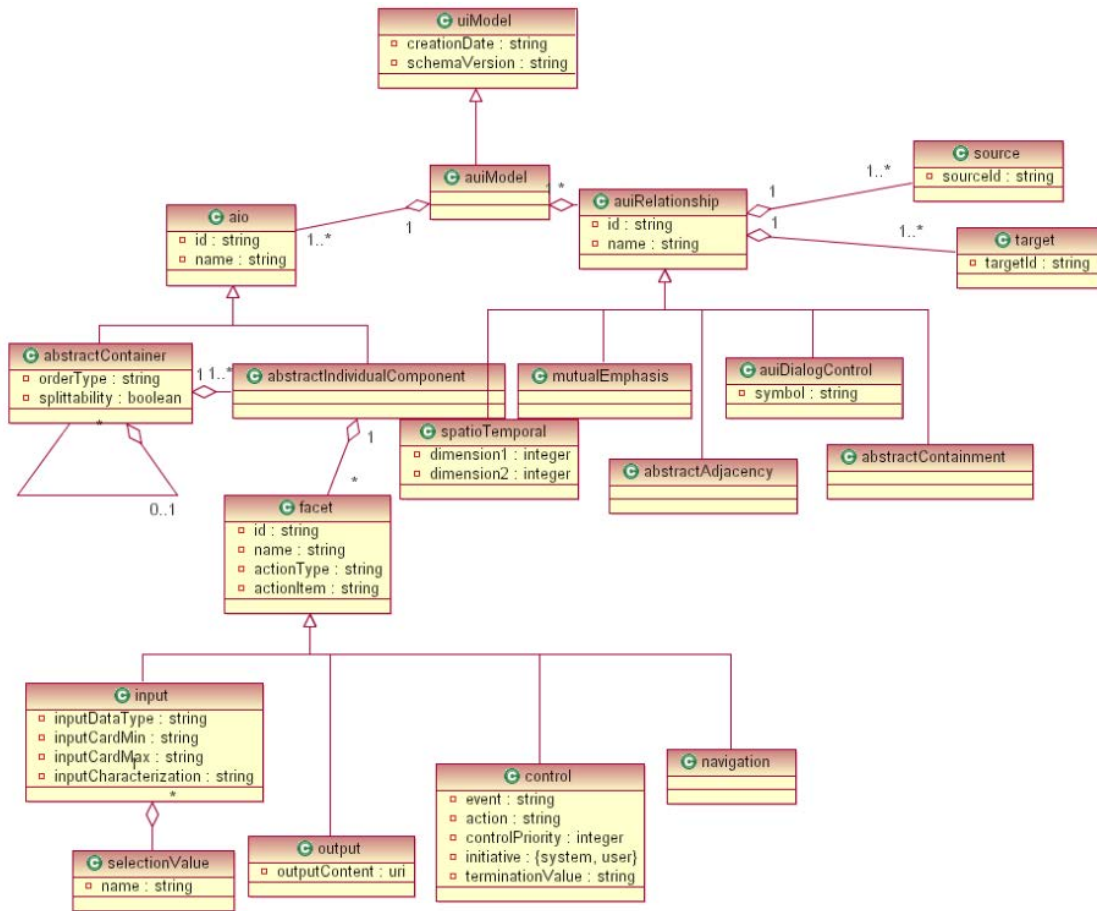 uiModel
creationDate : string
schemaVersion : string
auiModel
1 *
1
1..*
aio
id : string
name : string
auiRelationship
id : string
name : string
1
1..*
source
sourceId : string
1
1..*
target
targetId : string
abstractContainer
orderType : string
splittability : boolean
1
1..*
*
0..1
abstractIndividualComponent
1
*
mutualEmphasis
auiDialogControl
symbol : string
spatioTemporal
dimension1 : integer
dimension2 : integer
abstractAdjacency
abstractContainment
facet
id : string
name : string
actionType : string
actionItem : string
input
inputDataType : string
inputCardMin : string
inputCardMax : string
inputCharacterization : string
*
selectionValue
name : string
output
outputContent : uri
control
event : string
action : string
controlPriority : integer
initiative : {system, user}
terminationValue : string
navigation